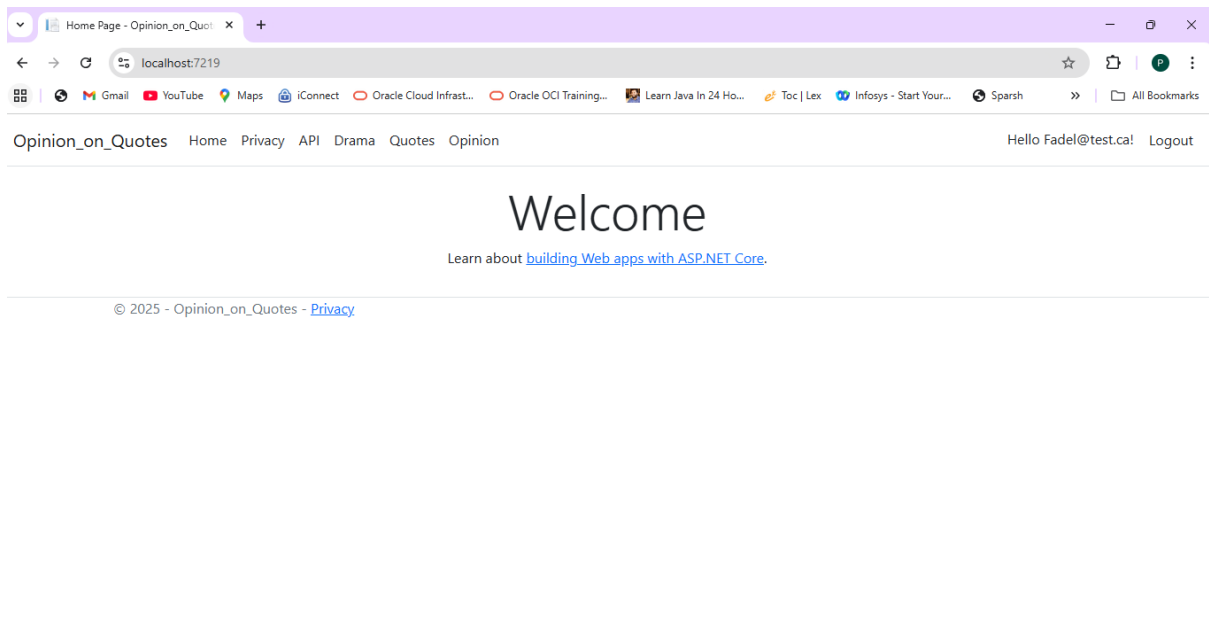 Home Page - Opinion_on_Quot
localhost:7219
Gmail YouTube Maps iConnect Oracle Cloud Infrast... Oracle OCI Training... Learn Java In 24 Ho... Toc | Lex Infosys - Start Your... Sparsh » All Bookmarks
P
Opinion_on_Quotes Home Privacy API Drama Quotes Opinion Hello Fadel@test.ca! Logout
Welcome
Learn about building Web apps with ASP.NET Core.
© 2025 - Opinion_on_Quotes - Privacy